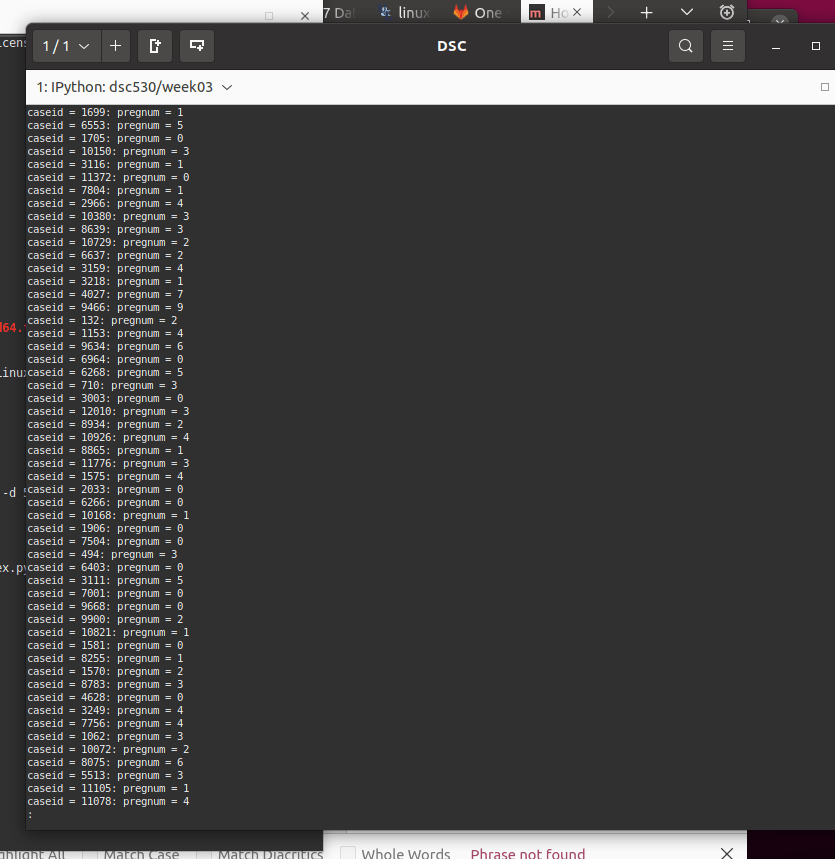 7 Da
linux
One
m Ho
icens
1 / 1
DSC
1: IPython: dsc530/week03
caseid = 1699: pregnum = 1
caseid = 6553: pregnum = 5
caseid = 1705: pregnum = 0
caseid = 10150: pregnum = 3
caseid = 3116: pregnum = 1
caseid = 11372: pregnum = 0
caseid = 7804: pregnum = 1
caseid = 2966: pregnum = 4
caseid = 10380: pregnum = 3
caseid = 8639: pregnum = 3
caseid = 10729: pregnum = 2
caseid = 6637: pregnum = 2
caseid = 3159: pregnum = 4
caseid = 3218: pregnum = 1
caseid = 4027: pregnum = 7
caseid = 9466: pregnum = 9
caseid = 132: pregnum = 2
d64.
caseid = 1153: pregnum = 4
caseid = 9634: pregnum = 6
caseid = 6964: pregnum = 0
linux
caseid = 6268: pregnum = 5
caseid = 710: pregnum = 3
caseid = 3003: pregnum = 0
caseid = 12010: pregnum = 3
caseid = 8934: pregnum = 2
caseid = 10926: pregnum = 4
caseid = 8865: pregnum = 1
caseid = 11776: pregnum = 3
caseid = 1575: pregnum = 4
-d
caseid = 2033: pregnum = 0
caseid = 6266: pregnum = 0
caseid = 10168: pregnum = 1
caseid = 1906: pregnum = 0
caseid = 7504: pregnum = 0
caseid = 494: pregnum = 3
ex.py
caseid = 6403: pregnum = 0
caseid = 3111: pregnum = 5
caseid = 7001: pregnum = 0
caseid = 9668: pregnum = 0
caseid = 9900: pregnum = 2
caseid = 10821: pregnum = 1
caseid = 1581: pregnum = 0
caseid = 8255: pregnum = 1
caseid = 1570: pregnum = 2
caseid = 8783: pregnum = 3
caseid = 4628: pregnum = 0
caseid = 3249: pregnum = 4
caseid = 7756: pregnum = 4
caseid = 1062: pregnum = 3
caseid = 10072: pregnum = 2
caseid = 8075: pregnum = 6
caseid = 5513: pregnum = 3
caseid = 11105: pregnum = 1
caseid = 11078: pregnum = 4
:
ghlight All
Match Case
Match Diacritics
Whole Words
Phrase not found